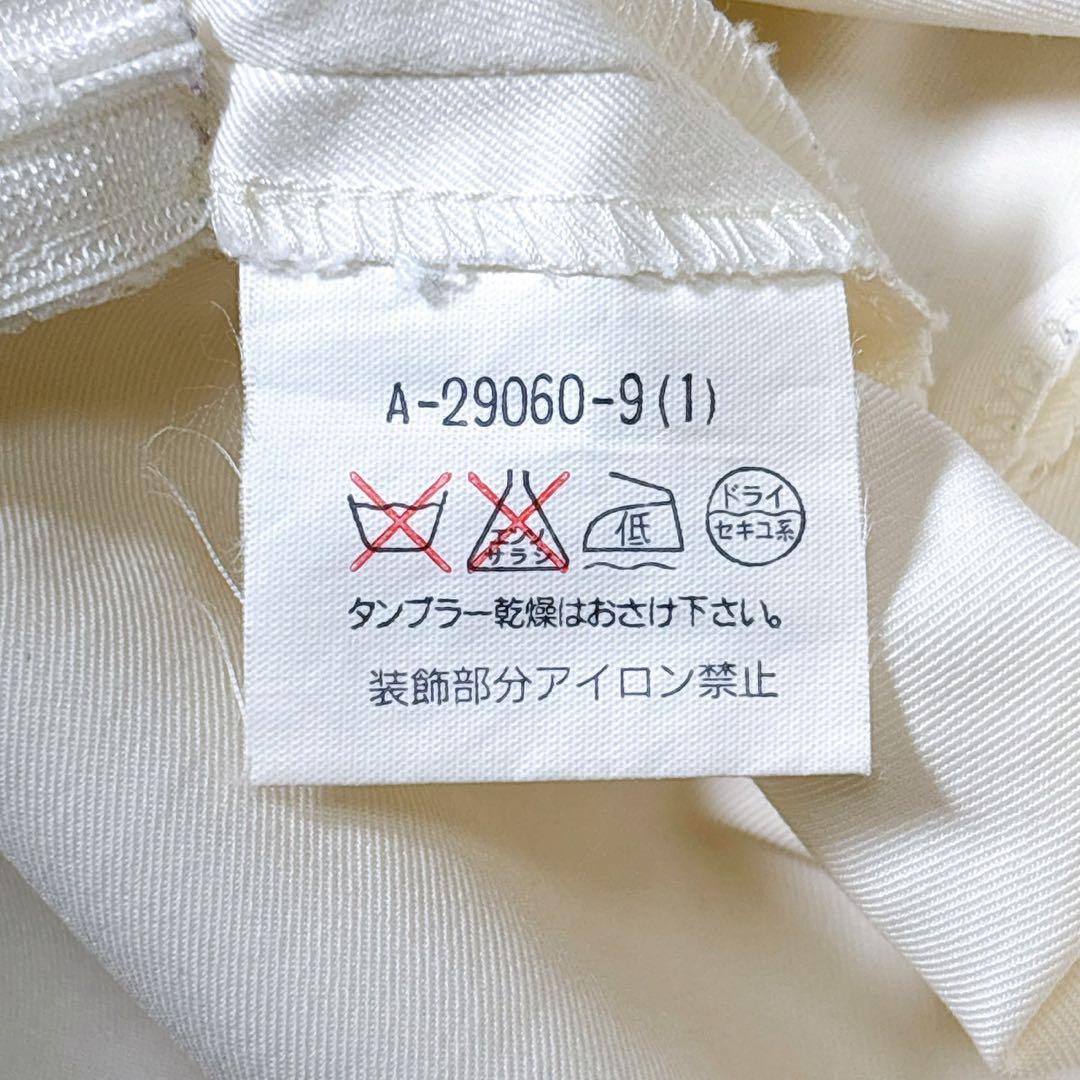 A-29060-9(1)
エンソ
サラシ
低
ドライ
セキユ系
タンブラー乾燥はおさけ下さい。
装飾部分アイロン禁止